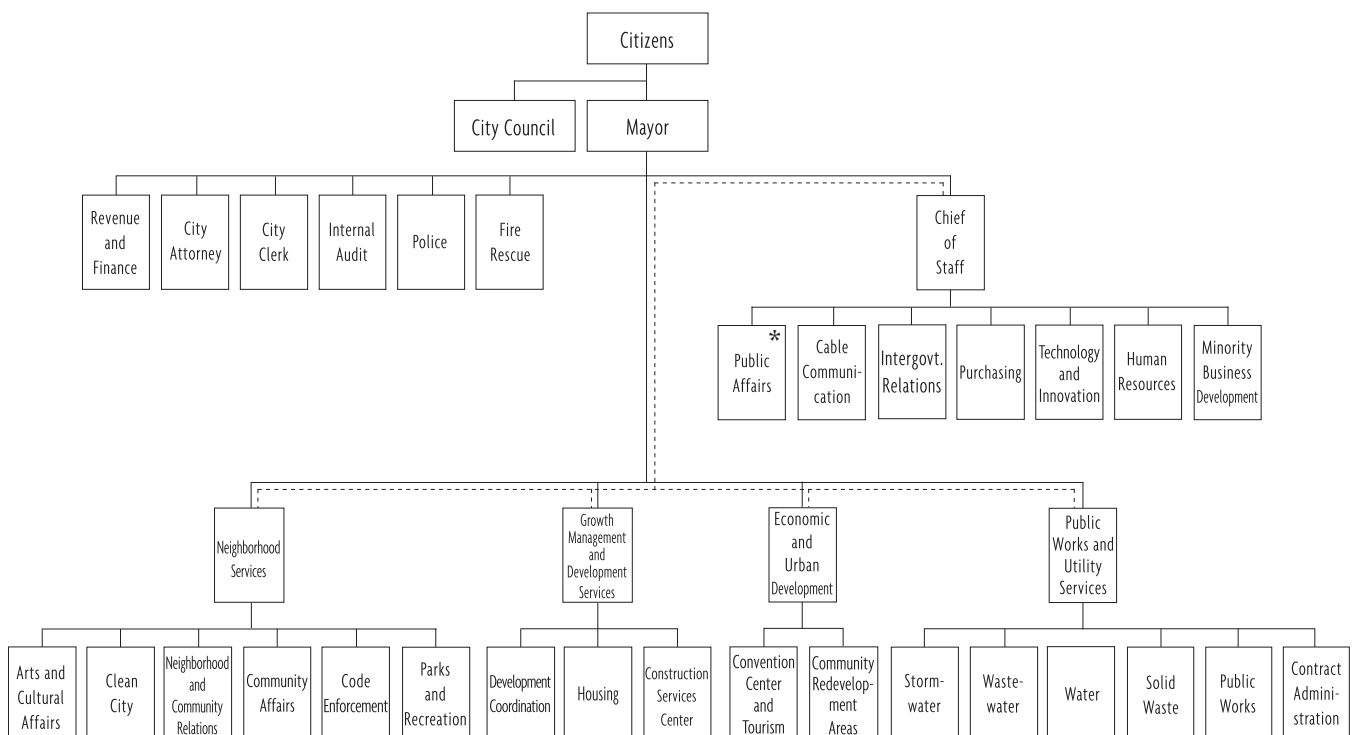 Citizens
City Council
Mayor
Revenue
and
Finance
City
Attorney
City
Clerk
Internal
Audit
Police
Fire
Rescue
Chief
of
Staff
*
Public
Affairs
Cable
Communi-
cation
Intergovt.
Relations
Purchasing
Technology
and
Innovation
Human
Resources
Minority
Business
Development
Neighborhood
Services
Growth
Management
and
Development
Services
Economic
and
Urban
Development
Public
Works and
Utility
Services
Arts and
Cultural
Affairs
Clean
City
Neighborhood
and
Community
Relations
Community
Affairs
Code
Enforcement
Parks
and
Recreation
Development
Coordination
Housing
Construction
Services
Center
Convention
Center
and
Tourism
Community
Redevelop-
ment
Areas
Storm-
water
Waste-
water
Water
Solid
Waste
Public
Works
Contract
Admini-
stration